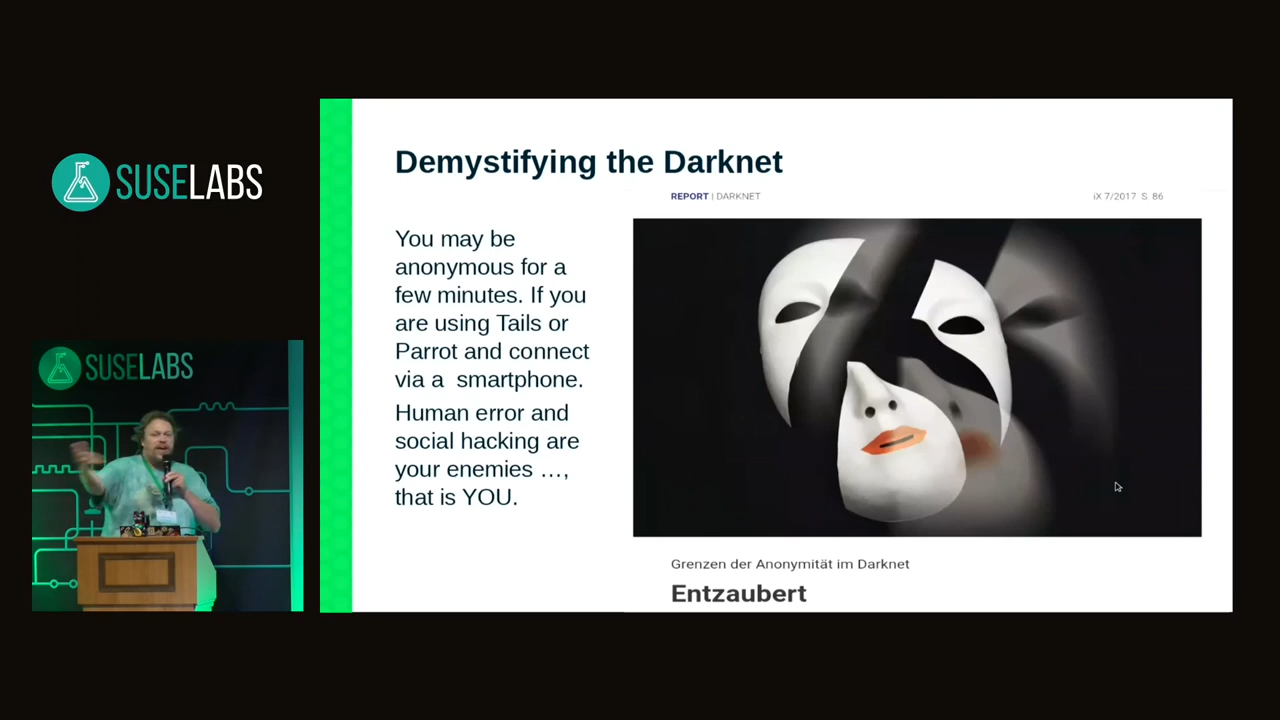 SUSELABS
Demystifying the Darknet
REPORT | DARKNET
iX 7/2017 S. 86
You may be
anonymous for a
few minutes. If you
are using Tails or
Parrot and connect
via a smartphone.
Human error and
social hacking are
your enemies …,
that is YOU.
Grenzen der Anonymität im Darknet
Entzaubert
SUSELABS